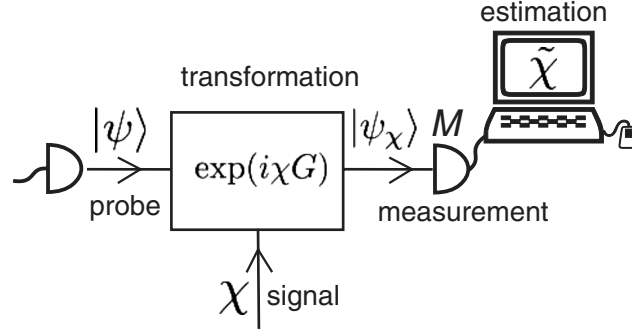 estimation
χ̃
transformation
|ψ⟩
exp(iχG)
|ψ_χ⟩ M
probe
measurement
χ signal